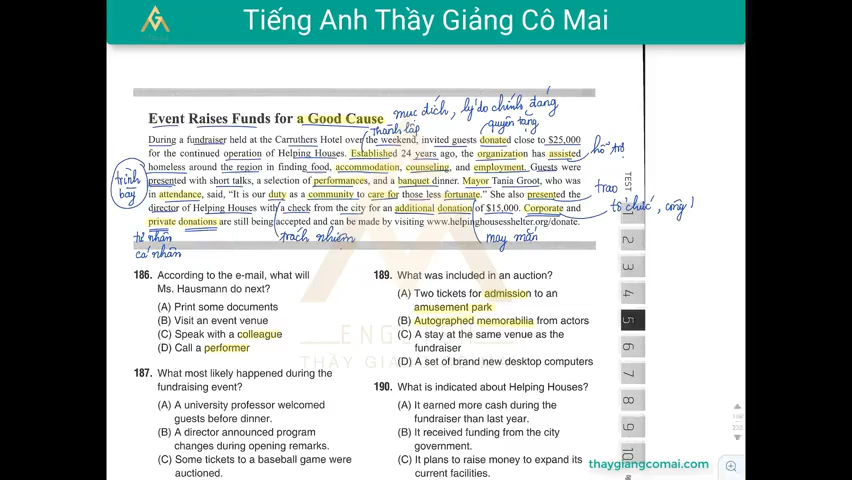 Tiếng Anh Thầy Giảng Cô Mai
Event Raises Funds for a Good Cause
mục đích, lý do chính đáng
thành lập
quyên tặng
During a fundraiser held at the Carruthers Hotel over the weekend, invited guests donated close to $25,000
for the continued operation of Helping Houses. Established 24 years ago, the organization has assisted
hỗ trợ
homeless around the region in finding food, accommodation, counseling, and employment. Guests were
trình bày
presented with short talks, a selection of performances, and a banquet dinner. Mayor Tania Groot, who was
in attendance, said, "It is our duty as a community to care for those less fortunate." She also presented the
trao
director of Helping Houses with a check from the city for an additional donation of $15,000. Corporate and
tổ chức, công
private donations are still being accepted and can be made by visiting www.helpinghousesshelter.org/donate.
tư nhân
cá nhân
trách nhiệm
may mắn
186. According to the e-mail, what will
Ms. Hausmann do next?
(A) Print some documents
(B) Visit an event venue
(C) Speak with a colleague
(D) Call a performer
187. What most likely happened during the
fundraising event?
(A) A university professor welcomed
guests before dinner.
(B) A director announced program
changes during opening remarks.
(C) Some tickets to a baseball game were
auctioned.
189. What was included in an auction?
(A) Two tickets for admission to an
amusement park
(B) Autographed memorabilia from actors
(C) A stay at the same venue as the
fundraiser
(D) A set of brand new desktop computers
190. What is indicated about Helping Houses?
(A) It earned more cash during the
fundraiser than last year.
(B) It received funding from the city
government.
(C) It plans to raise money to expand its
current facilities.
TEST
1
2
3
4
5
6
7
8
9
10
thaygiangcomai.com